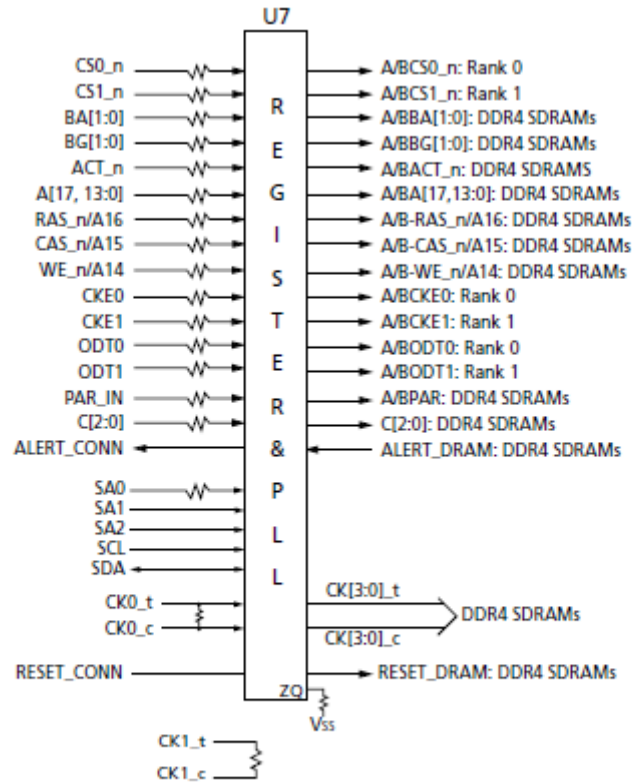 U7
CS0_n
CS1_n
BA[1:0]
BG[1:0]
ACT_n
A[17, 13:0]
RAS_n/A16
CAS_n/A15
WE_n/A14
CKE0
CKE1
ODT0
ODT1
PAR_IN
C[2:0]
ALERT_CONN
SA0
SA1
SA2
SCL
SDA
CK0_t
CK0_c
RESET_CONN
R
E
G
I
S
T
E
R
&
P
L
L
ZQ
A/BCS0_n: Rank 0
A/BCS1_n: Rank 1
A/BBA[1:0]: DDR4 SDRAMs
A/BBG[1:0]: DDR4 SDRAMs
A/BACT_n: DDR4 SDRAMS
A/BA[17,13:0]: DDR4 SDRAMs
A/B-RAS_n/A16: DDR4 SDRAMs
A/B-CAS_n/A15: DDR4 SDRAMs
A/B-WE_n/A14: DDR4 SDRAMs
A/BCKE0: Rank 0
A/BCKE1: Rank 1
A/BODT0: Rank 0
A/BODT1: Rank 1
A/BPAR: DDR4 SDRAMs
C[2:0]: DDR4 SDRAMs
ALERT_DRAM: DDR4 SDRAMs
CK[3:0]_t
DDR4 SDRAMs
CK[3:0]_c
RESET_DRAM: DDR4 SDRAMs
Vss
CK1_t
CK1_c